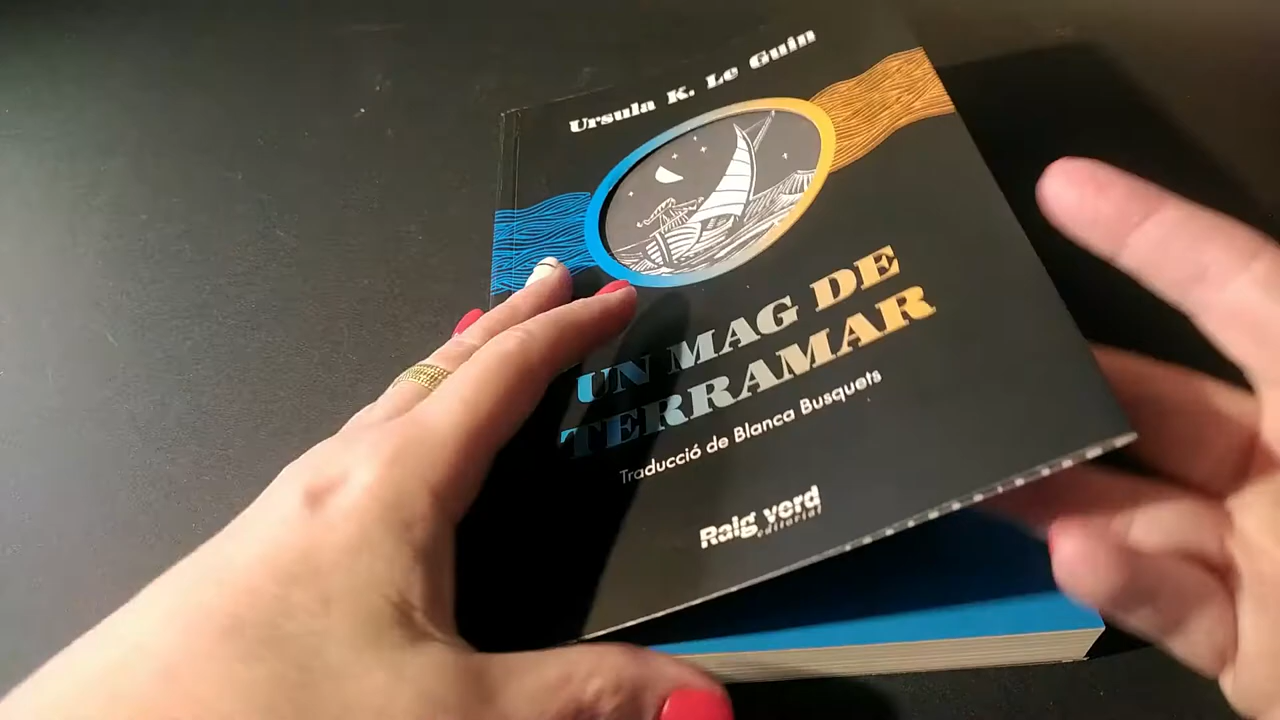 Ursula K. Le Guin
UN MAG DE
TERRAMAR
Traducció de Blanca Busquets
Raig verd
editorial